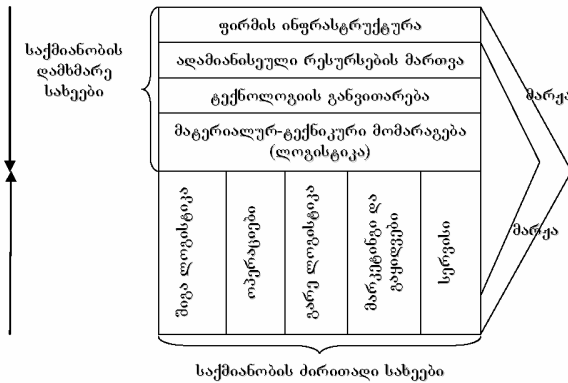 ფირმის ინფრასტრუქტურა
საქმიანობის
დამხმარე
სახეები
ადამიანისეული რესურსების მართვა
ტექნოლოგიის განვითარება
მატერიალურ-ტექნიკური მომარაგება
(ლოგისტიკა)
მარჟა
შიგა ლოგისტიკა
ოპერაციები
გარე ლოგისტიკა
მარკეტინგი და
გაყიდვები
სერვისი
მარჟა
საქმიანობის ძირითადი სახეები